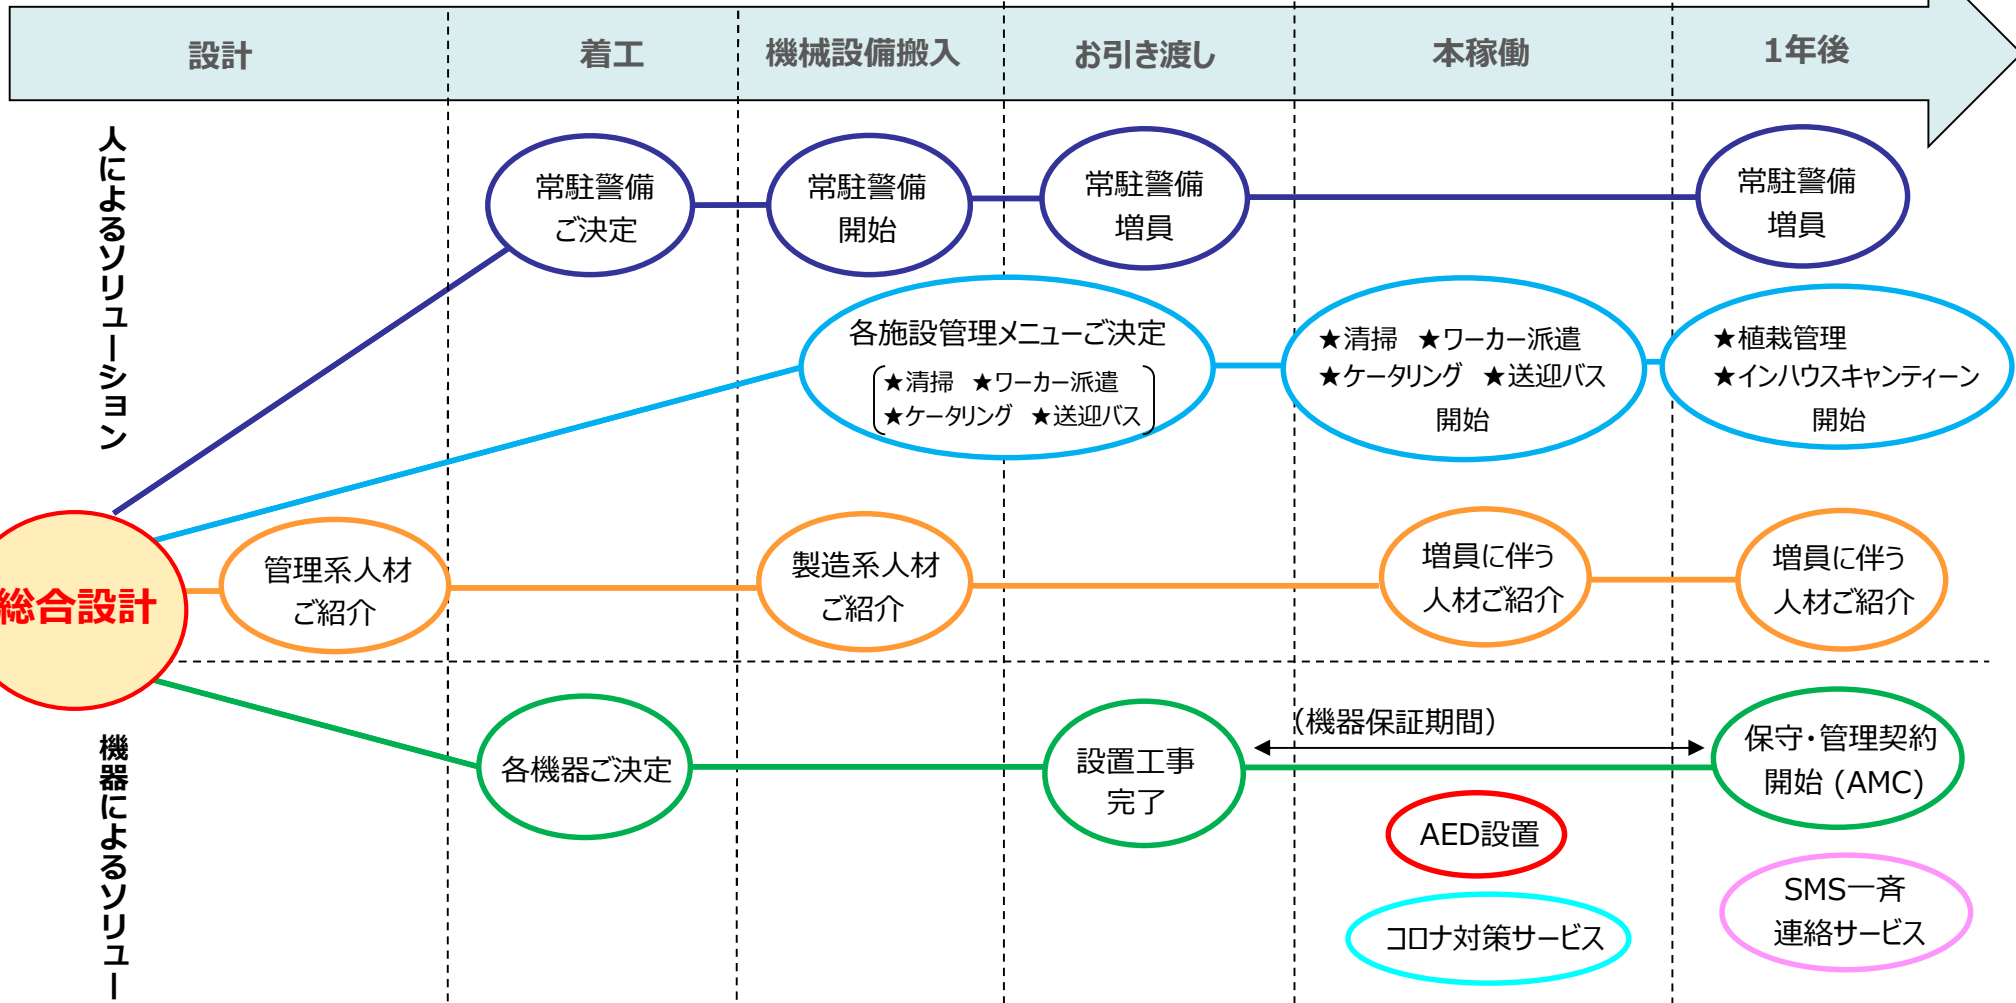 設計
着工
機械設備搬入
お引き渡し
本稼働
1年後
人によるソリューション
常駐警備
ご決定
常駐警備
開始
常駐警備
増員
常駐警備
増員
各施設管理メニューご決定
★清掃 ★ワーカー派遣
★ケータリング ★送迎バス
★清掃 ★ワーカー派遣
★ケータリング ★送迎バス
開始
★植栽管理
★インハウスキャンティーン
開始
総合設計
管理系人材
ご紹介
製造系人材
ご紹介
増員に伴う
人材ご紹介
増員に伴う
人材ご紹介
機器によるソリュー
各機器ご決定
設置工事
完了
(機器保証期間)
保守・管理契約
開始 (AMC)
AED設置
コロナ対策サービス
SMS一斉
連絡サービス